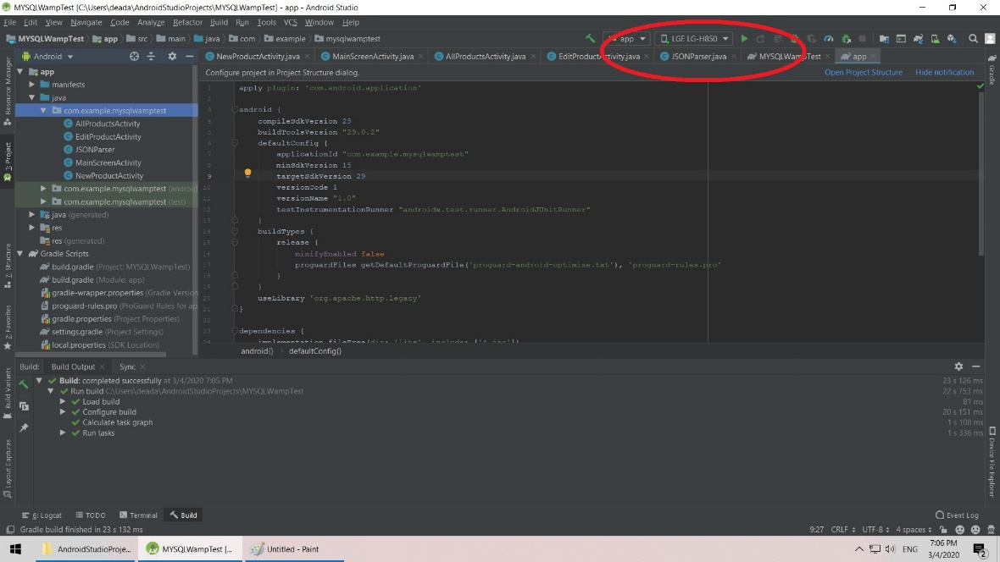 MYSQLWampTest [C:\Users\deada\AndroidStudioProjects\MYSQLWampTest] - app - Android Studio
File Edit View Navigate Code Analyze Refactor Build Run Tools VCS Window Help
MYSQLWampTest app src main java com example mysqlwamptest app LGE LG-H850
Android NewProductActivity.java MainScreenActivity.java AllProductsActivity.java EditProductActivity.java JSONParser.java MYSQLWampTest app
Configure project in Project Structure dialog. Open Project Structure Hide notification
Resource Manager
1: Project
7: Structure
2: Favorites
Build Variants
Layout Captures
app
manifests
java
com.example.mysqlwamptest
AllProductsActivity
EditProductActivity
JSONParser
MainScreenActivity
NewProductActivity
com.example.mysqlwamptest (android
com.example.mysqlwamptest (test)
java (generated)
res
res (generated)
Gradle Scripts
build.gradle (Project: MYSQLWampTest)
build.gradle (Module: app)
gradle-wrapper.properties (Gradle Version
proguard-rules.pro (ProGuard Rules for ap
gradle.properties (Project Properties)
settings.gradle (Project Settings)
local.properties (SDK Location)
1 apply plugin: 'com.android.application'
2
3 android {
4 compileSdkVersion 29
5 buildToolsVersion "29.0.2"
6 defaultConfig {
7 applicationId "com.example.mysqlwamptest"
8 minSdkVersion 15
9 targetSdkVersion 29
10 versionCode 1
11 versionName "1.0"
12 testInstrumentationRunner "androidx.test.runner.AndroidJUnitRunner"
13 }
14 buildTypes {
15 release {
16 minifyEnabled false
17 proguardFiles getDefaultProguardFile('proguard-android-optimize.txt'), 'proguard-rules.pro'
18 }
19 }
20 useLibrary 'org.apache.http.legacy'
21 }
22
23 dependencies {
24 implementation fileTree(dir: 'libs', include: ['*.jar'])
android{} › defaultConfig{}
Gradle
Device File Explorer
Build: Build Output Sync
Build: completed successfully at 3/4/2020 7:05 PM 23 s 126 ms
Run build C:\Users\deada\AndroidStudioProjects\MYSQLWampTest 22 s 753 ms
Load build 81 ms
Configure build 20 s 151 ms
Calculate task graph 1 s 108 ms
Run tasks 1 s 336 ms
6: Logcat TODO Terminal Build Event Log
Gradle build finished in 23 s 132 ms 9:27 CRLF UTF-8 4 spaces
AndroidStudioProje... MYSQLWampTest [... Untitled - Paint ENG 7:06 PM
3/4/2020 2